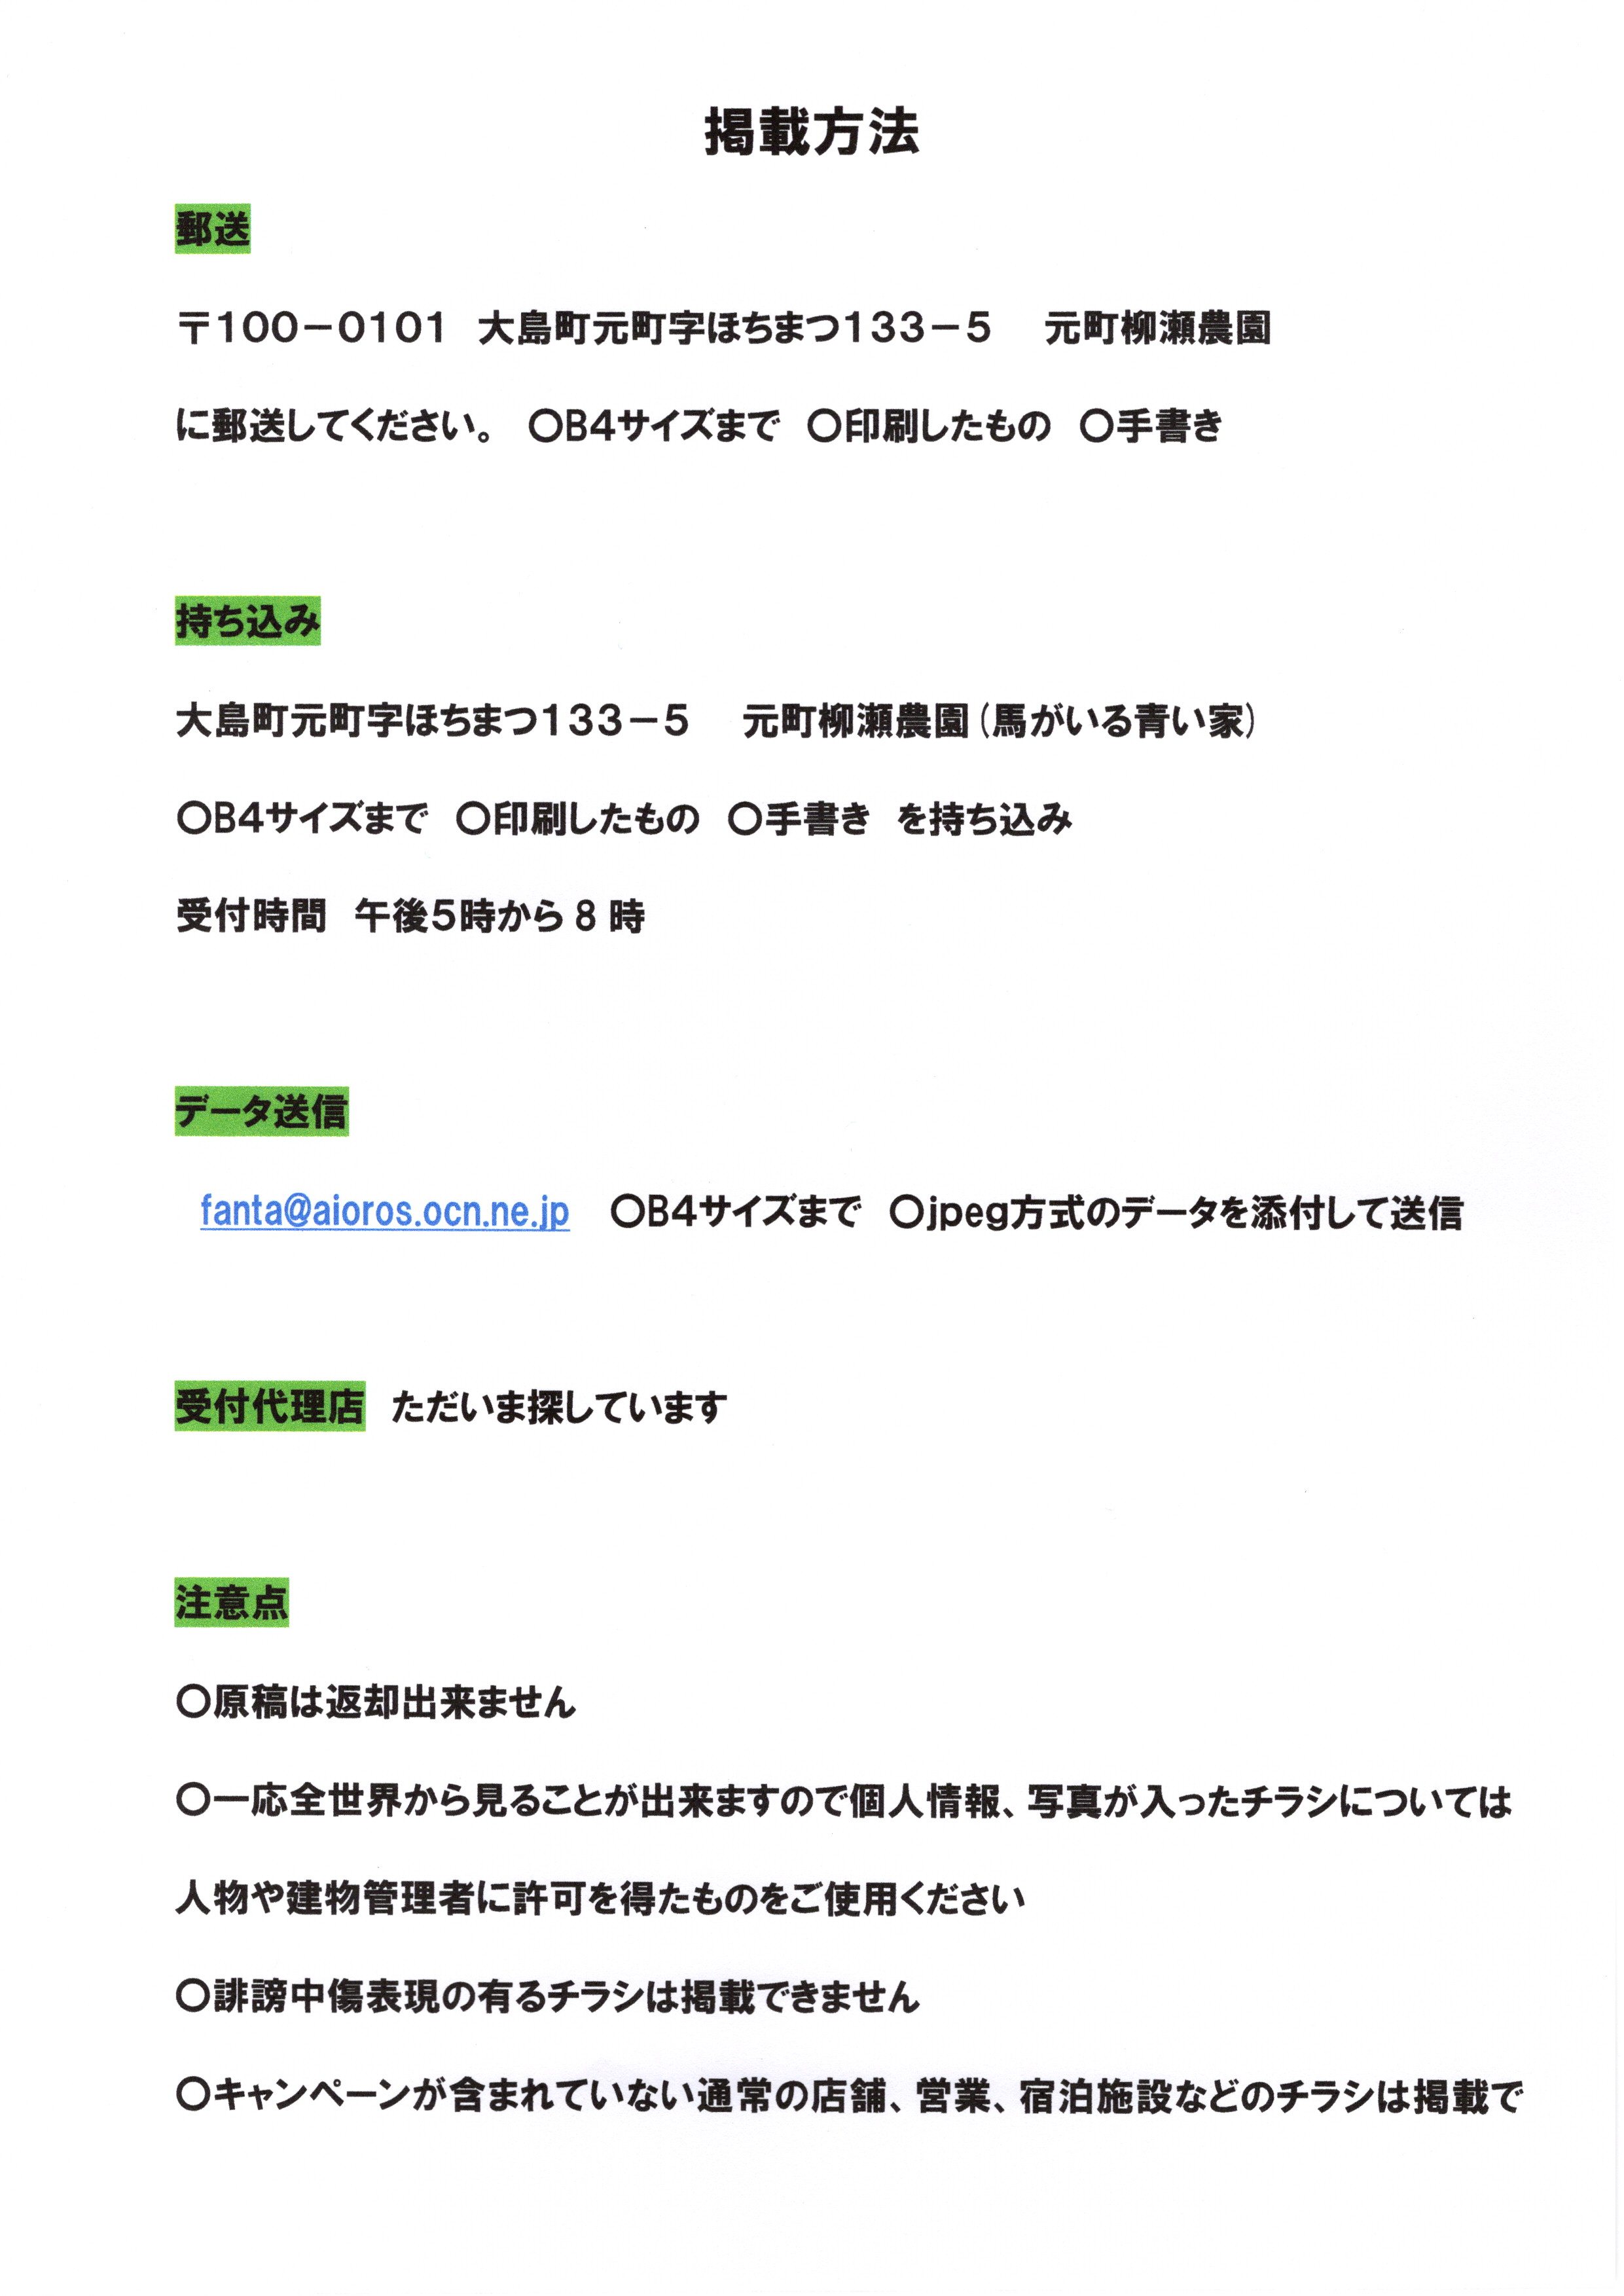 掲載方法
郵送
〒100－0101　大島町元町字ほちまつ133－5　元町柳瀬農園
に郵送してください。　〇B4サイズまで　〇印刷したもの　〇手書き
持ち込み
大島町元町字ほちまつ133－5　元町柳瀬農園(馬がいる青い家)
〇B4サイズまで　〇印刷したもの　〇手書き　を持ち込み
受付時間　午後5時から 8 時
データ送信
fanta@aioros.ocn.ne.jp　〇B4サイズまで　〇jpeg方式のデータを添付して送信
受付代理店　ただいま探しています
注意点
〇原稿は返却出来ません
〇一応全世界から見ることが出来ますので個人情報、写真が入ったチラシについては
人物や建物管理者に許可を得たものをご使用ください
〇誹謗中傷表現の有るチラシは掲載できません
〇キャンペーンが含まれていない通常の店舗、営業、宿泊施設などのチラシは掲載で